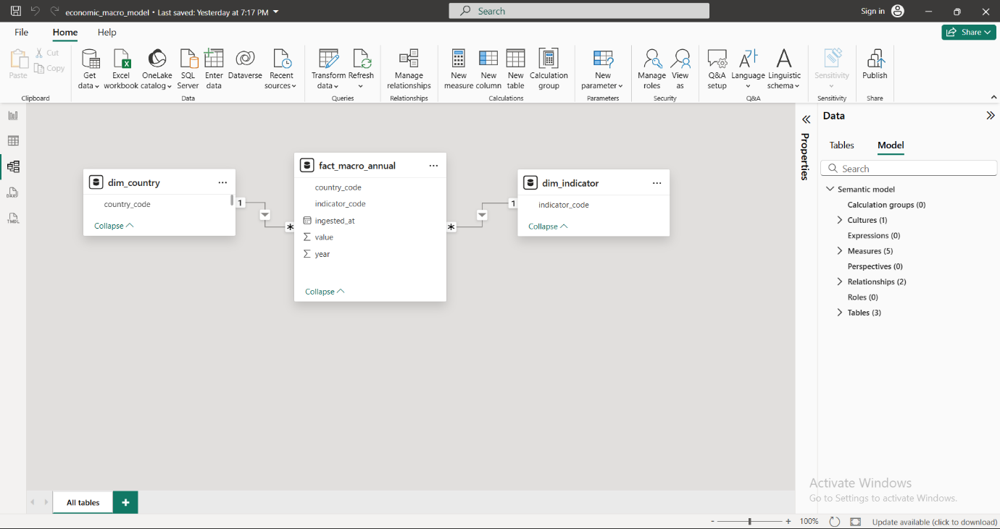 economic_macro_model • Last saved: Yesterday at 7:17 PM
Search
Sign in
File
Home
Help
Share
Paste
Cut
Copy
Get data
Excel workbook
OneLake catalog
SQL Server
Enter data
Dataverse
Recent sources
Transform data
Refresh
Manage relationships
New measure
New column
New table
Calculation group
New parameter
Manage roles
View as
Q&A setup
Language
Linguistic schema
Sensitivity
Publish
Clipboard
Data
Queries
Relationships
Calculations
Parameters
Security
Q&A
Sensitivity
Share
DAX
TMDL
dim_country
country_code
Collapse
1
*
fact_macro_annual
country_code
indicator_code
ingested_at
value
year
Collapse
*
1
dim_indicator
indicator_code
Collapse
Properties
Data
Tables
Model
Search
Semantic model
Calculation groups (0)
Cultures (1)
Expressions (0)
Measures (5)
Perspectives (0)
Relationships (2)
Roles (0)
Tables (3)
Activate Windows
Go to Settings to activate Windows.
All tables
+
- + 100%
Update available (click to download)